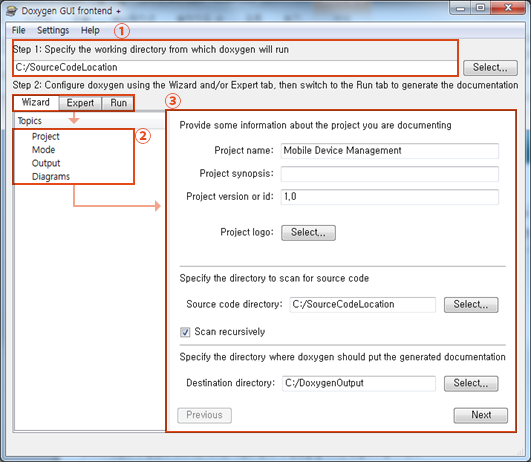 Doxygen GUI frontend +
File Settings Help
①
Step 1: Specify the working directory from which doxygen will run
C:/SourceCodeLocation
Select...
Step 2: Configure doxygen using the Wizard and/or Expert tab, then switch to the Run tab to generate the documentation
Wizard Expert Run
Topics
②
Project
Mode
Output
Diagrams
③
Provide some information about the project you are documenting
Project name: Mobile Device Management
Project synopsis:
Project version or id: 1.0
Project logo: Select...
Specify the directory to scan for source code
Source code directory: C:/SourceCodeLocation Select...
Scan recursively
Specify the directory where doxygen should put the generated documentation
Destination directory: C:/DoxygenOutput Select...
Previous Next